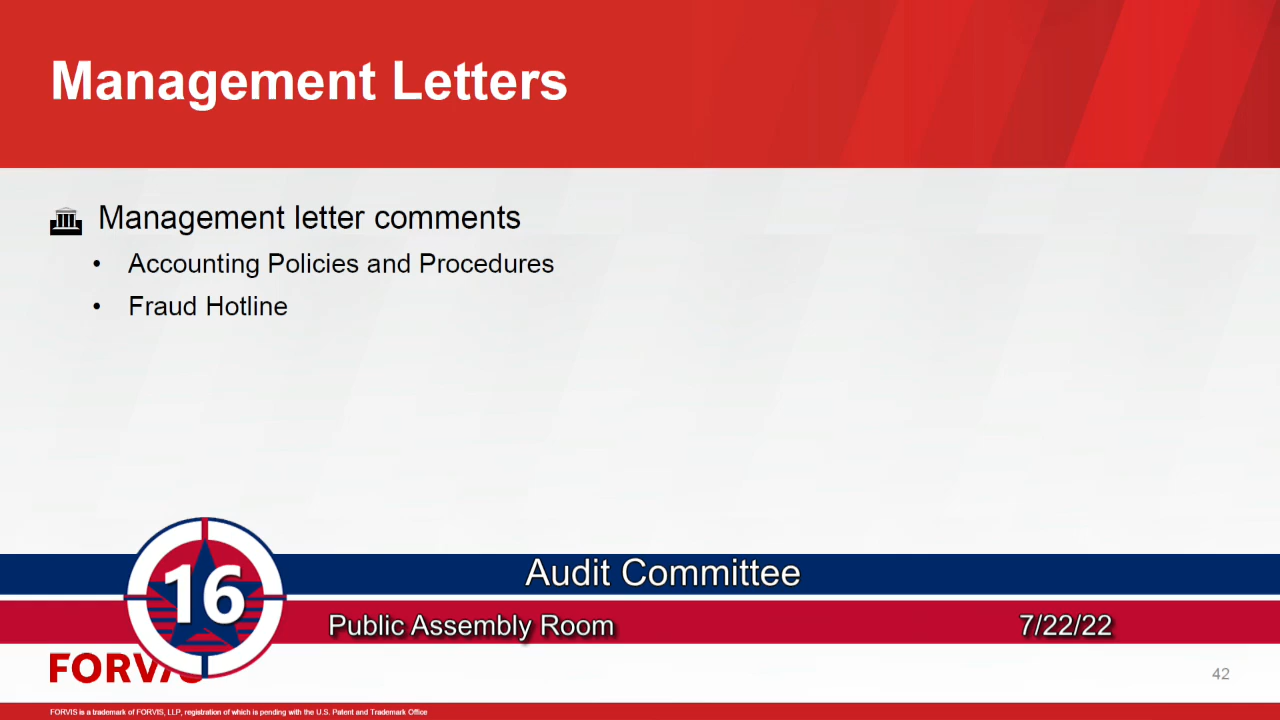 Management Letters
Management letter comments
• Accounting Policies and Procedures
• Fraud Hotline
16
Audit Committee
Public Assembly Room 7/22/22
FORVIS
42
FORVIS is a trademark of FORVIS, LLP, registration of which is pending with the U.S. Patent and Trademark Office